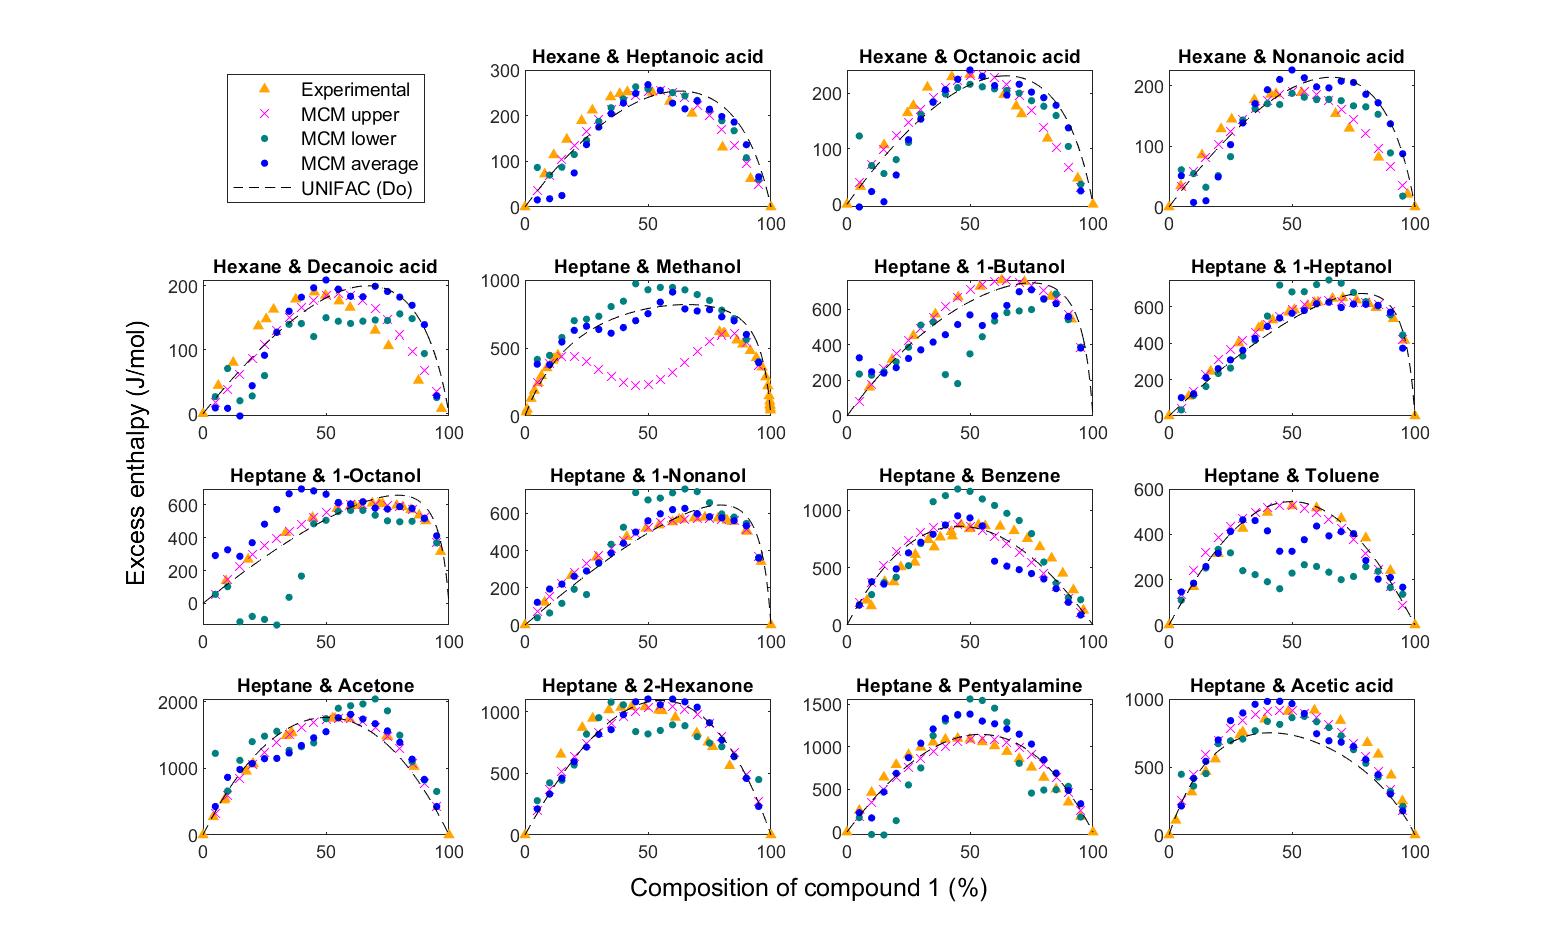 Experimental
MCM upper
MCM lower
MCM average
UNIFAC (Do)
Hexane & Heptanoic acid
300
200
100
0
0 50 100
Hexane & Octanoic acid
200
100
0
0 50 100
Hexane & Nonanoic acid
200
100
0
0 50 100
Hexane & Decanoic acid
200
100
0
0 50 100
Heptane & Methanol
1000
500
0
0 50 100
Heptane & 1-Butanol
600
400
200
0
0 50 100
Heptane & 1-Heptanol
600
400
200
0
0 50 100
Heptane & 1-Octanol
600
400
200
0
0 50 100
Heptane & 1-Nonanol
600
400
200
0
0 50 100
Heptane & Benzene
1000
500
0
0 50 100
Heptane & Toluene
600
400
200
0
0 50 100
Heptane & Acetone
2000
1000
0
0 50 100
Heptane & 2-Hexanone
1000
500
0
0 50 100
Heptane & Pentyalamine
1500
1000
500
0
0 50 100
Heptane & Acetic acid
1000
500
0
0 50 100
Excess enthalpy (J/mol)
Composition of compound 1 (%)